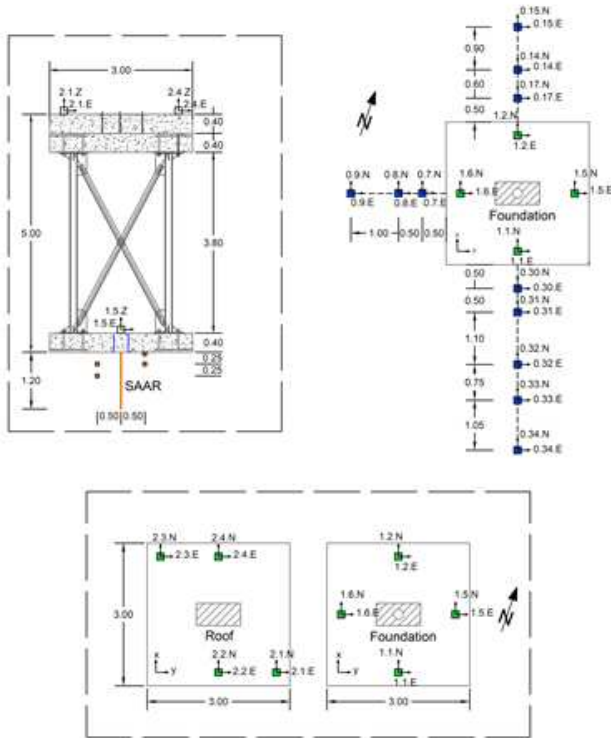 3.00
2.1.Z
2.1.E
2.4.Z
2.4.E
0.40
0.40
5.00
3.80
1.5.Z
1.5.E
0.40
0.25
0.25
1.20
SAAR
0.50
0.50
0.15.N
0.15.E
0.90
0.14.N
0.14.E
0.60
0.17.N
0.17.E
0.50
N
1.2.N
1.2.E
0.9.N
0.8.N
0.7.N
1.6.N
1.5.N
0.9.E
0.8.E
0.7.E
1.6.E
1.5.E
Foundation
1.00
0.50
0.50
1.1.N
1.1.E
0.50
0.30.N
0.30.E
0.50
0.31.N
0.31.E
1.10
0.32.N
0.32.E
0.75
0.33.N
0.33.E
1.05
0.34.N
0.34.E
2.3.N
2.4.N
1.2.N
2.3.E
2.4.E
1.2.E
3.00
1.6.N
1.5.N
1.6.E
1.5.E
N
Roof
Foundation
x
y
2.2.N
2.1.N
2.2.E
2.1.E
x
y
1.1.N
1.1.E
3.00
3.00